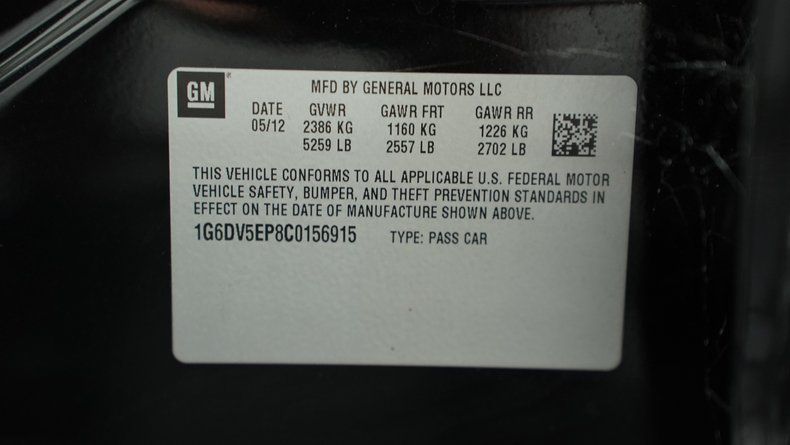 GM
MFD BY GENERAL MOTORS LLC
DATE GVWR GAWR FRT GAWR RR
05/12 2386 KG 1160 KG 1226 KG
5259 LB 2557 LB 2702 LB
THIS VEHICLE CONFORMS TO ALL APPLICABLE U.S. FEDERAL MOTOR
VEHICLE SAFETY, BUMPER, AND THEFT PREVENTION STANDARDS IN
EFFECT ON THE DATE OF MANUFACTURE SHOWN ABOVE.
1G6DV5EP8C0156915 TYPE: PASS CAR